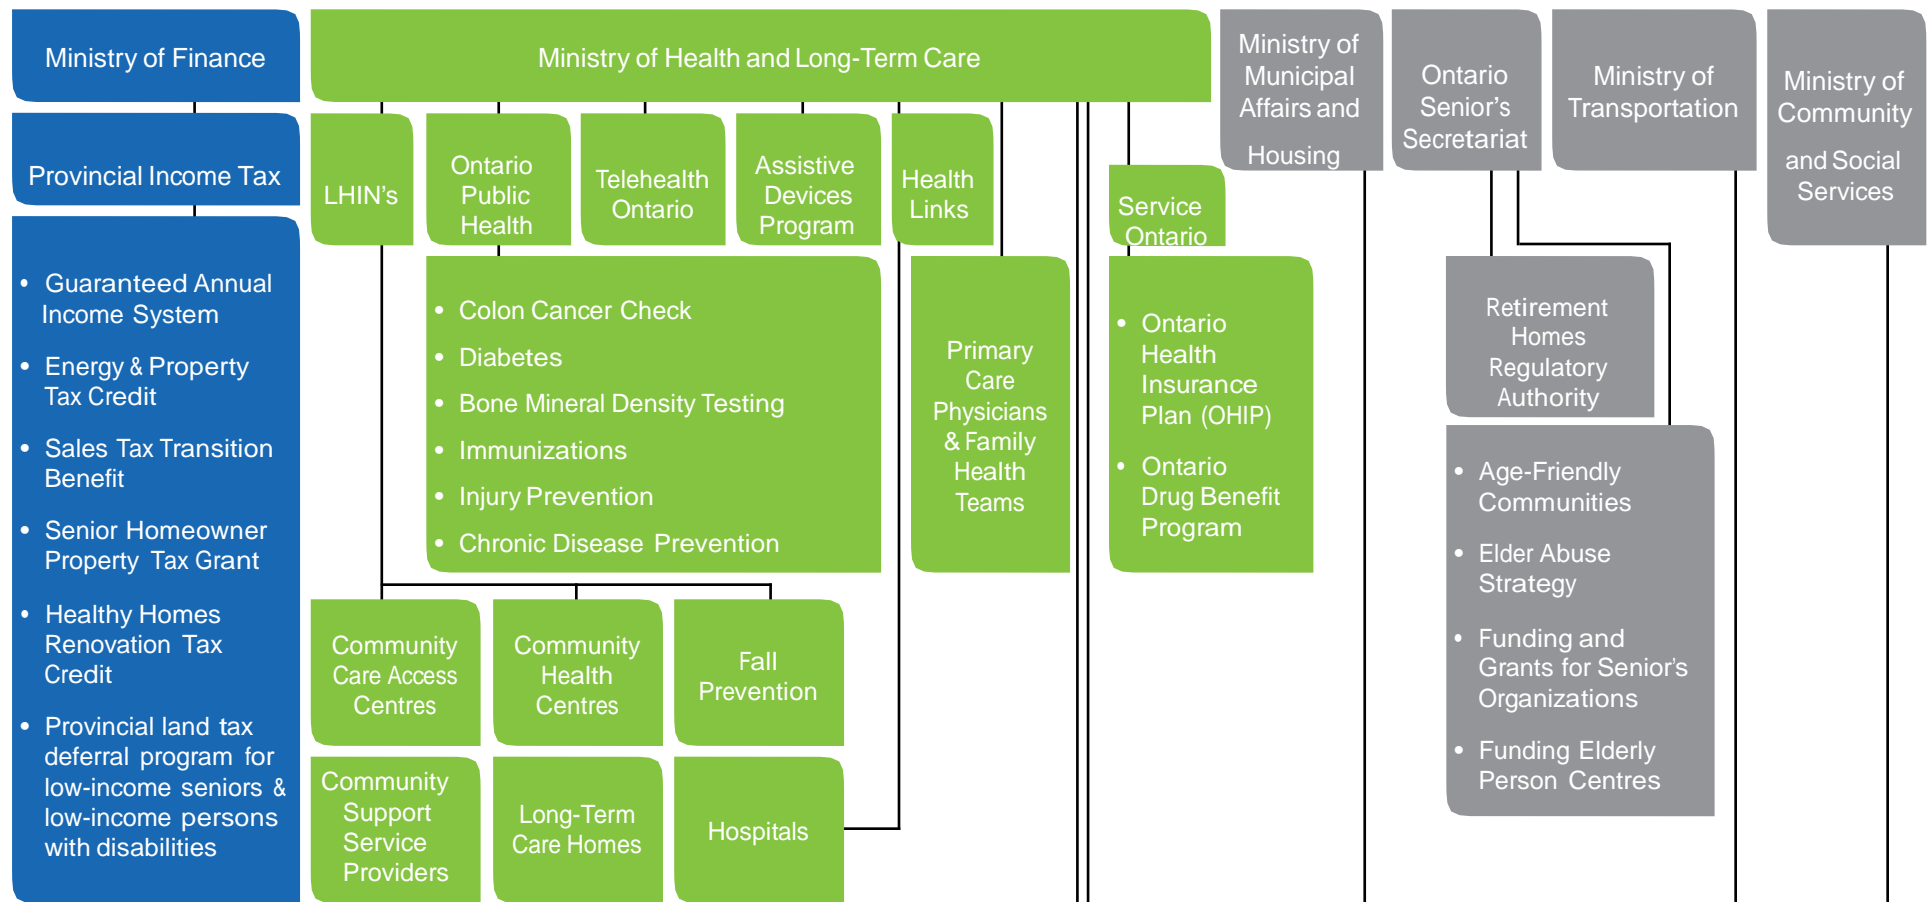 Ministry of Finance
Ministry of Health and Long-Term Care
Ministry of
Municipal
Affairs and
Housing
Ontario
Senior’s
Secretariat
Ministry of
Transportation
Ministry of
Community
and Social
Services
Provincial Income Tax
LHIN’s
Ontario
Public
Health
Telehealth
Ontario
Assistive
Devices
Program
Health
Links
Service
Ontario
• Guaranteed Annual
Income System
• Energy & Property
Tax Credit
• Sales Tax Transition
Benefit
• Senior Homeowner
Property Tax Grant
• Healthy Homes
Renovation Tax
Credit
• Provincial land tax
deferral program for
low-income seniors &
low-income persons
with disabilities
• Colon Cancer Check
• Diabetes
• Bone Mineral Density Testing
• Immunizations
• Injury Prevention
• Chronic Disease Prevention
Primary
Care
Physicians
& Family
Health
Teams
• Ontario
Health
Insurance
Plan (OHIP)
• Ontario
Drug Benefit
Program
Retirement
Homes
Regulatory
Authority
• Age-Friendly
Communities
• Elder Abuse
Strategy
• Funding and
Grants for Senior’s
Organizations
• Funding Elderly
Person Centres
Community
Care Access
Centres
Community
Health
Centres
Fall
Prevention
Community
Support
Service
Providers
Long-Term
Care Homes
Hospitals